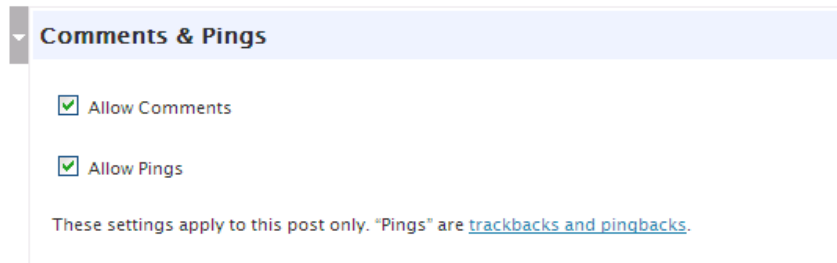 Comments & Pings
Allow Comments
Allow Pings
These settings apply to this post only. “Pings” are trackbacks and pingbacks.